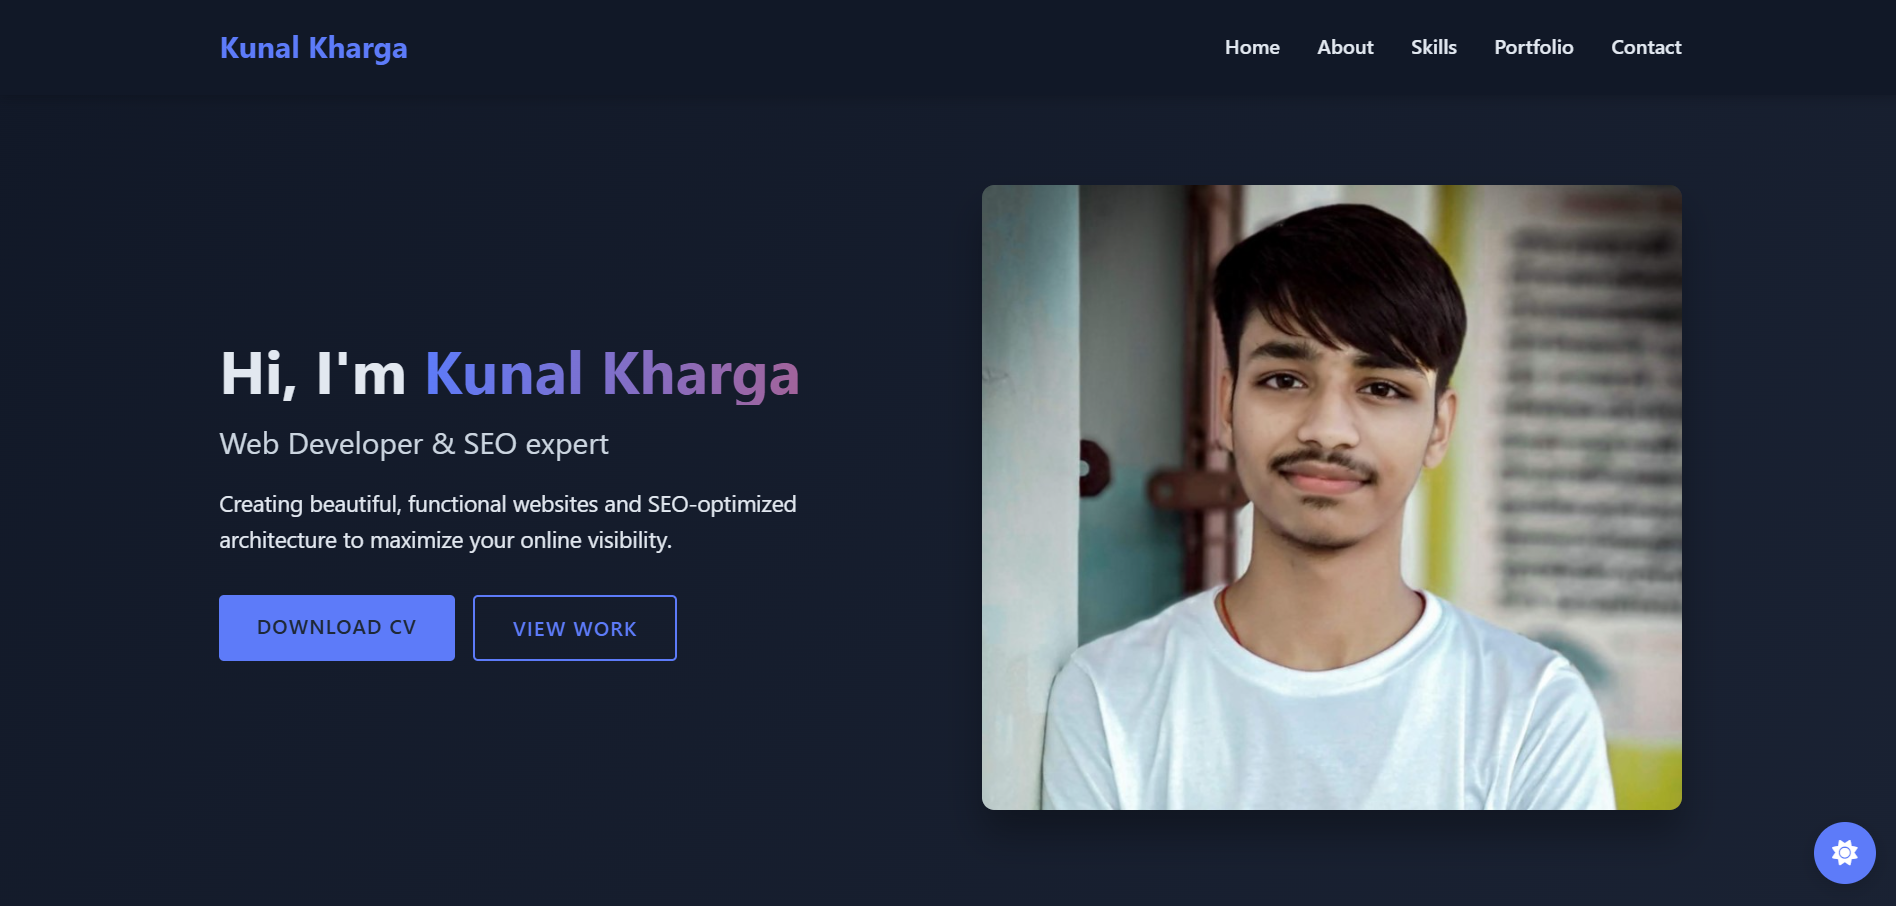 Kunal Kharga
Home About Skills Portfolio Contact
Hi, I'm Kunal Kharga
Web Developer & SEO expert
Creating beautiful, functional websites and SEO-optimized
architecture to maximize your online visibility.
DOWNLOAD CV VIEW WORK